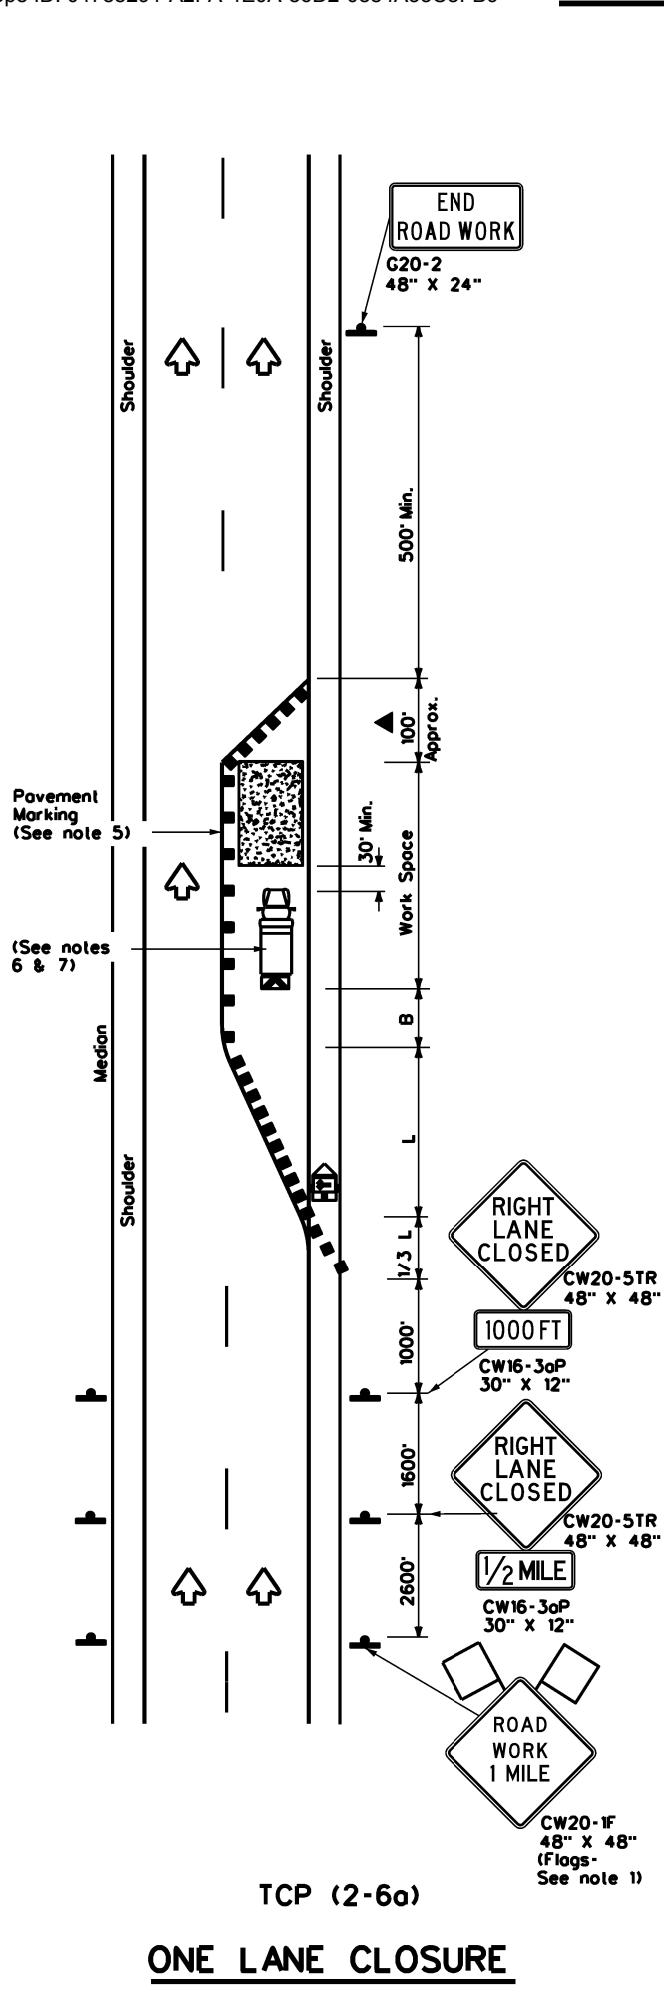 END
ROAD WORK
G20-2
48" X 24"
Shoulder
Shoulder
500' Min.
100'
Approx.
Pavement
Marking
(See note 5)
30' Min.
Work Space
(See notes
6 & 7)
B
Median
L
Shoulder
RIGHT
LANE
CLOSED
1/3 L
CW20-5TR
48" X 48"
1000 FT
1000'
CW16-3aP
30" X 12"
RIGHT
LANE
CLOSED
1600'
CW20-5TR
48" X 48"
1/2 MILE
2600'
CW16-3aP
30" X 12"
ROAD
WORK
1 MILE
CW20-1F
48" X 48"
(Flags-
See note 1)
TCP (2-6a)
ONE LANE CLOSURE